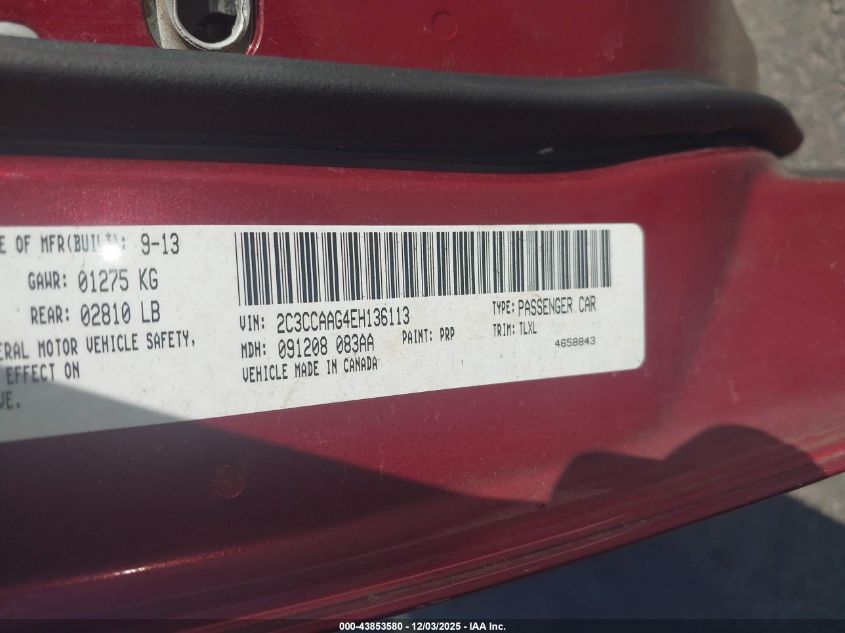 E OF MFR(BUILT): 9-13
GAWR: 01275 KG
REAR: 02810 LB
ERAL MOTOR VEHICLE SAFETY,
EFFECT ON
VE.
VIN: 2C3CCAAG4EH136113
TYPE: PASSENGER CAR
MDH: 091208 083AA PAINT: PRP
TRIM: TLXL
VEHICLE MADE IN CANADA
4658843
000-43853580 - 12/03/2025 - IAA Inc.